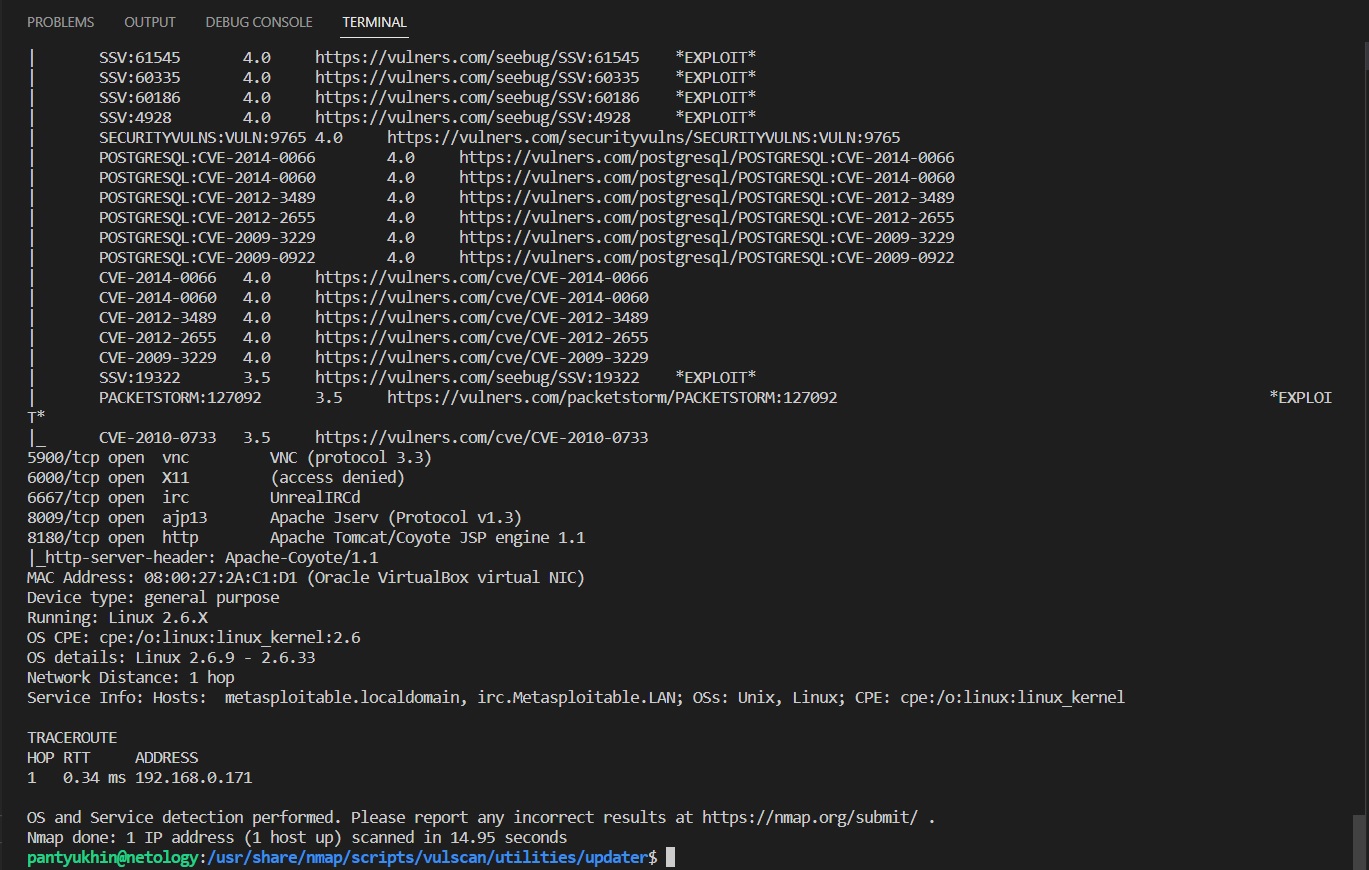 PROBLEMS OUTPUT DEBUG CONSOLE TERMINAL
| SSV:61545 4.0 https://vulners.com/seebug/SSV:61545 *EXPLOIT*
| SSV:60335 4.0 https://vulners.com/seebug/SSV:60335 *EXPLOIT*
| SSV:60186 4.0 https://vulners.com/seebug/SSV:60186 *EXPLOIT*
| SSV:4928 4.0 https://vulners.com/seebug/SSV:4928 *EXPLOIT*
| SECURITYVULNS:VULN:9765 4.0 https://vulners.com/securityvulns/SECURITYVULNS:VULN:9765
| POSTGRESQL:CVE-2014-0066 4.0 https://vulners.com/postgresql/POSTGRESQL:CVE-2014-0066
| POSTGRESQL:CVE-2014-0060 4.0 https://vulners.com/postgresql/POSTGRESQL:CVE-2014-0060
| POSTGRESQL:CVE-2012-3489 4.0 https://vulners.com/postgresql/POSTGRESQL:CVE-2012-3489
| POSTGRESQL:CVE-2012-2655 4.0 https://vulners.com/postgresql/POSTGRESQL:CVE-2012-2655
| POSTGRESQL:CVE-2009-3229 4.0 https://vulners.com/postgresql/POSTGRESQL:CVE-2009-3229
| POSTGRESQL:CVE-2009-0922 4.0 https://vulners.com/postgresql/POSTGRESQL:CVE-2009-0922
| CVE-2014-0066 4.0 https://vulners.com/cve/CVE-2014-0066
| CVE-2014-0060 4.0 https://vulners.com/cve/CVE-2014-0060
| CVE-2012-3489 4.0 https://vulners.com/cve/CVE-2012-3489
| CVE-2012-2655 4.0 https://vulners.com/cve/CVE-2012-2655
| CVE-2009-3229 4.0 https://vulners.com/cve/CVE-2009-3229
| SSV:19322 3.5 https://vulners.com/seebug/SSV:19322 *EXPLOIT*
| PACKETSTORM:127092 3.5 https://vulners.com/packetstorm/PACKETSTORM:127092 *EXPLOI
T*
|_ CVE-2010-0733 3.5 https://vulners.com/cve/CVE-2010-0733
5900/tcp open vnc VNC (protocol 3.3)
6000/tcp open X11 (access denied)
6667/tcp open irc UnrealIRCd
8009/tcp open ajp13 Apache Jserv (Protocol v1.3)
8180/tcp open http Apache Tomcat/Coyote JSP engine 1.1
|_http-server-header: Apache-Coyote/1.1
MAC Address: 08:00:27:2A:C1:D1 (Oracle VirtualBox virtual NIC)
Device type: general purpose
Running: Linux 2.6.X
OS CPE: cpe:/o:linux:linux_kernel:2.6
OS details: Linux 2.6.9 - 2.6.33
Network Distance: 1 hop
Service Info: Hosts: metasploitable.localdomain, irc.Metasploitable.LAN; OSs: Unix, Linux; CPE: cpe:/o:linux:linux_kernel
TRACEROUTE
HOP RTT ADDRESS
1 0.34 ms 192.168.0.171
OS and Service detection performed. Please report any incorrect results at https://nmap.org/submit/ .
Nmap done: 1 IP address (1 host up) scanned in 14.95 seconds
pantyukhin@netology:/usr/share/nmap/scripts/vulscan/utilities/updater$